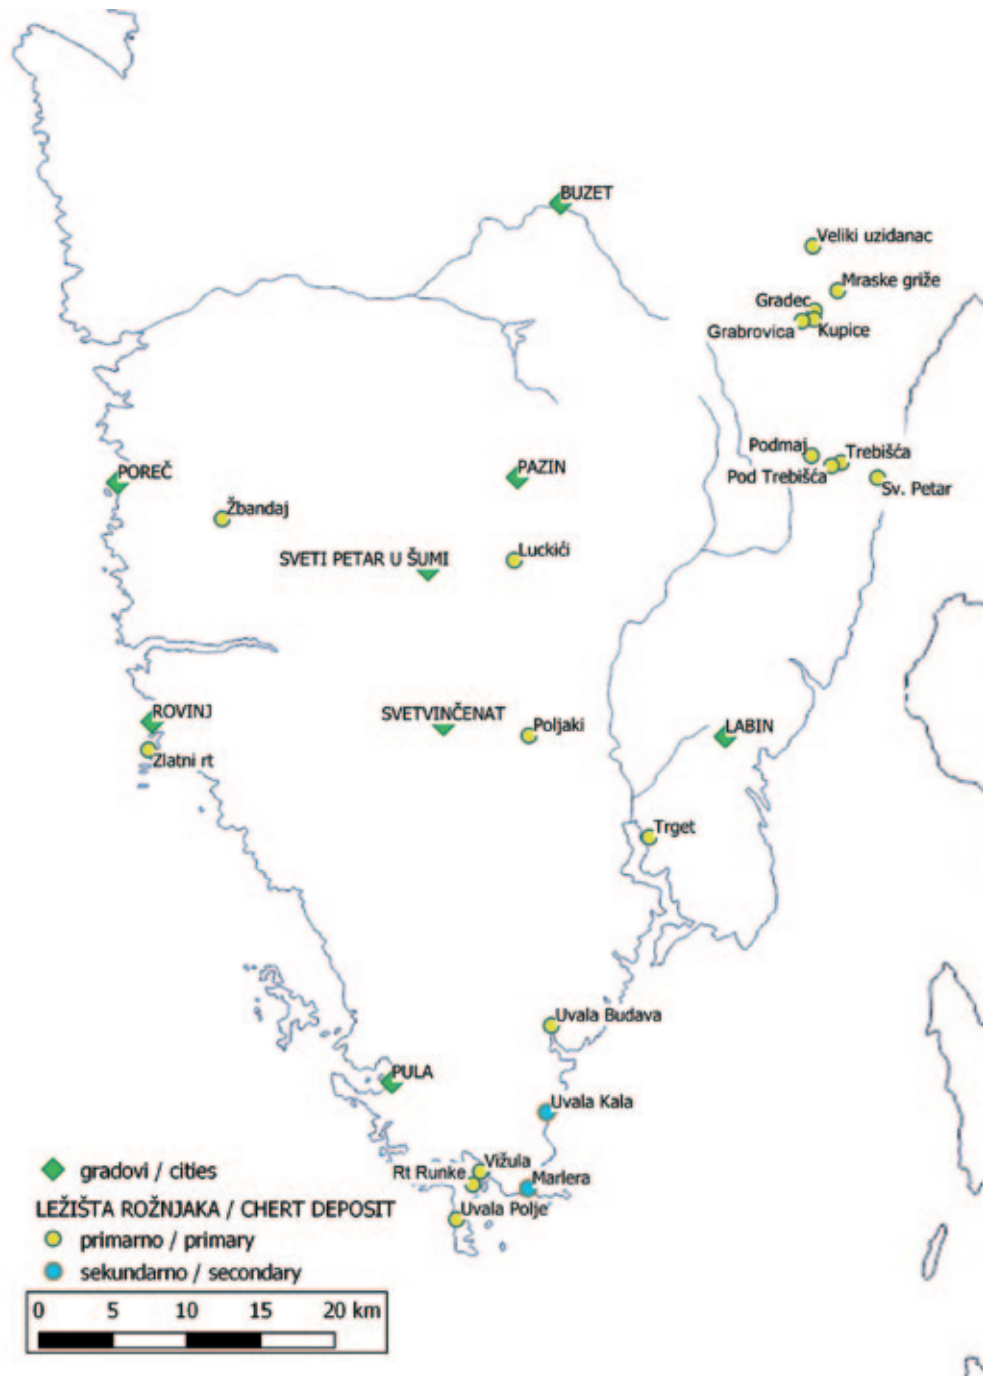 BUZET
Veliki uzidanac
Mraske griže
Gradec
Grabrovica
Kupice
POREČ
PAZIN
Podmaj
Trebišća
Pod Trebišća
Sv. Petar
Žbandaj
SVETI PETAR U ŠUMI
Luckići
ROVINJ
SVETVINČENAT
Poljaki
LABIN
Zlatni rt
Trget
Uvala Budava
PULA
Uvala Kala
Vižula
Rt Runke
Marlera
Uvala Polje
gradovi / cities
LEŽIŠTA ROŽNJAKA / CHERT DEPOSIT
primarno / primary
sekundarno / secondary
0 5 10 15 20 km